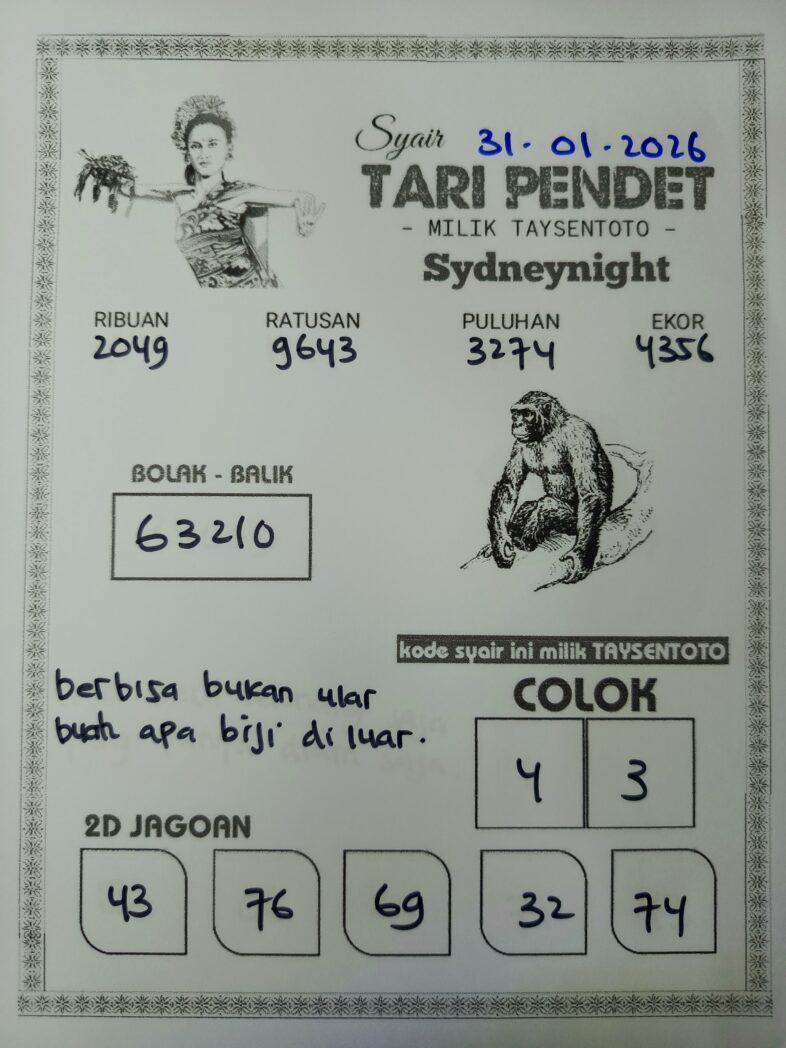 Syair 31-01-2026
TARI PENDET
- MILIK TAYSENTOTO -
Sydneynight
RIBUAN RATUSAN PULUHAN EKOR
2049 9643 3274 4356
BOLAK - BALIK
63210
kode syair ini milik TAYSENTOTO
berbisa bukan ular
buah apa biji di luar.
COLOK
4 3
2D JAGOAN
43 76 69 32 74